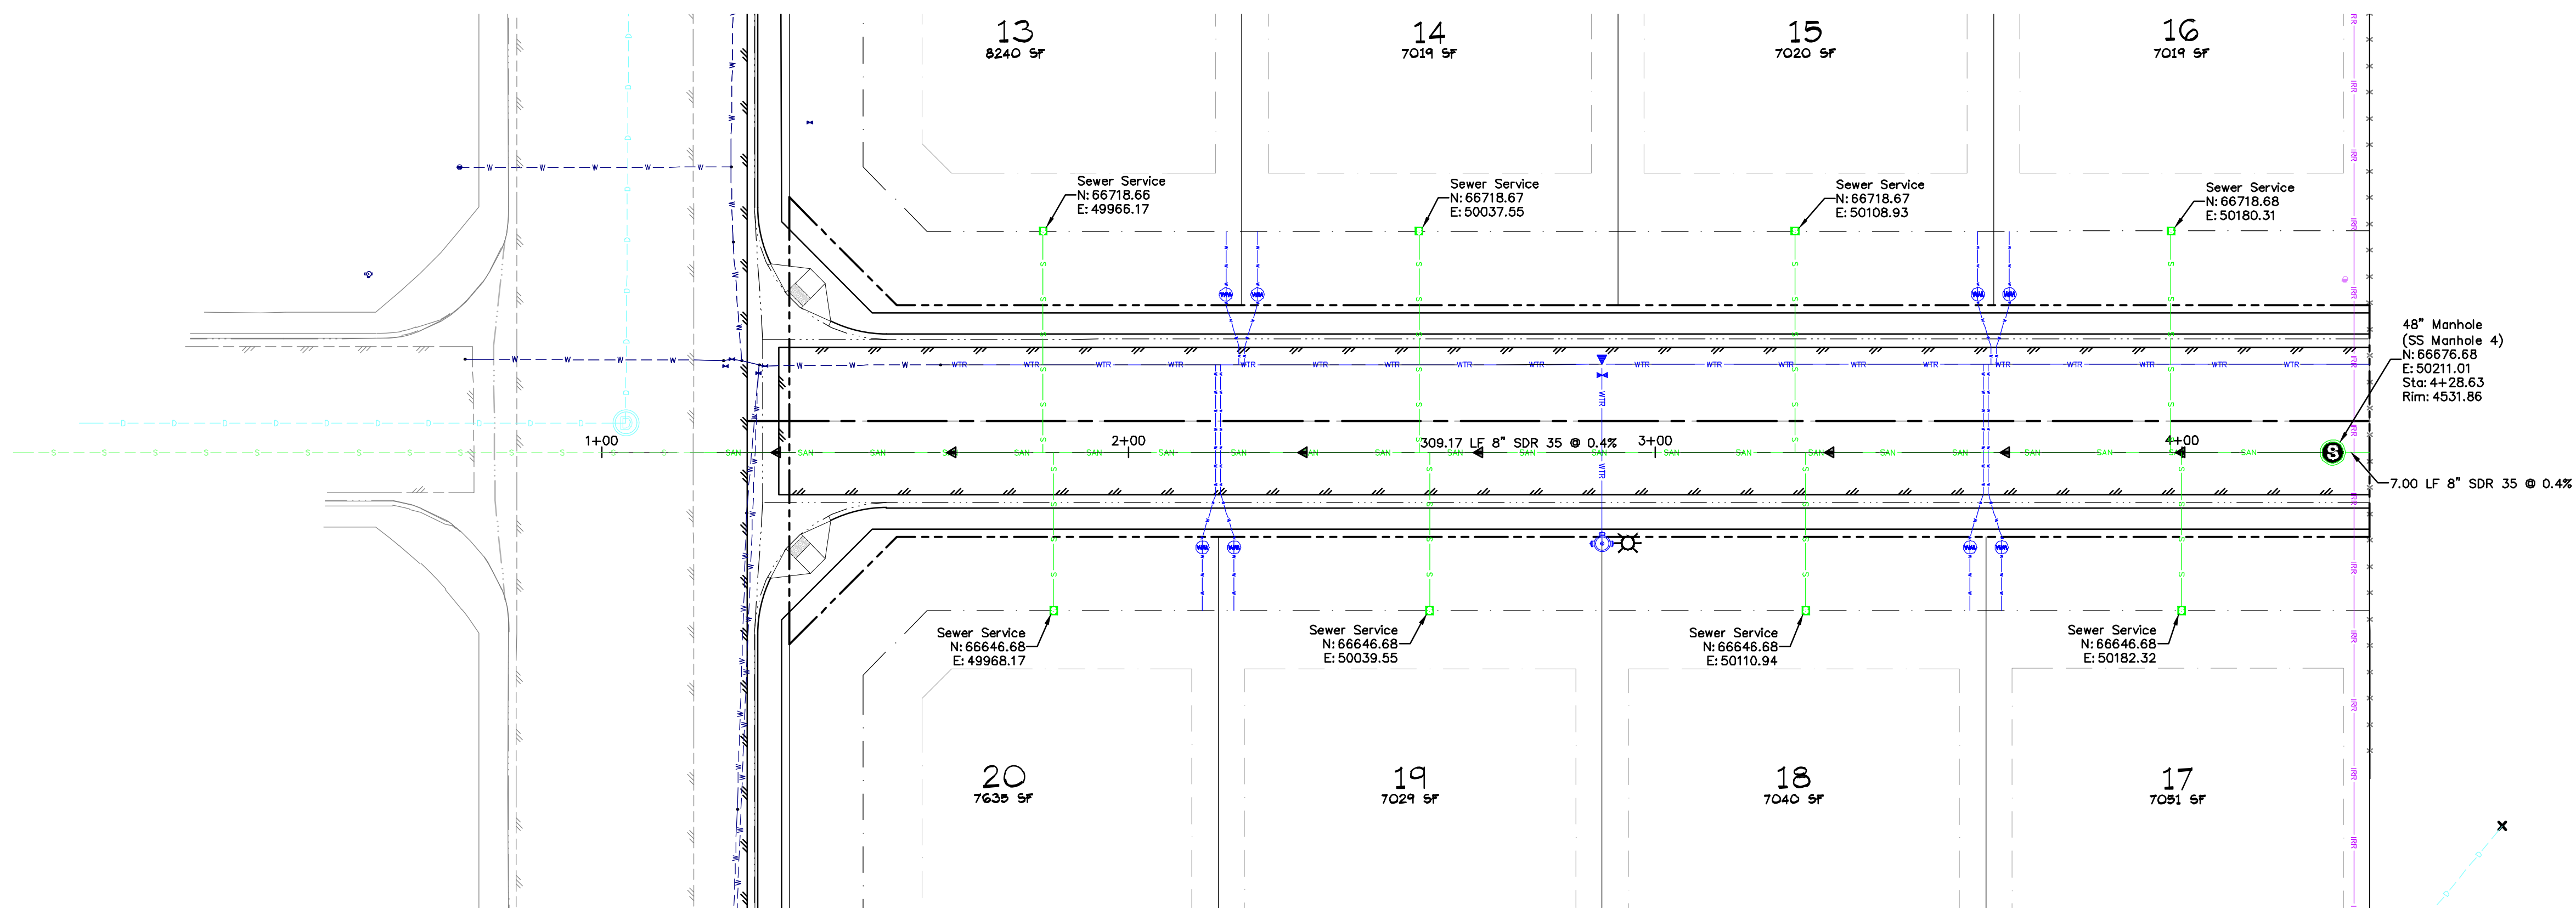 13
8240 SF
14
7019 SF
15
7020 SF
16
7019 SF
Sewer Service
N: 66718.66
E: 49966.17
Sewer Service
N: 66718.67
E: 50037.55
Sewer Service
N: 66718.67
E: 50108.93
Sewer Service
N: 66718.68
E: 50180.31
48" Manhole
(SS Manhole 4)
N: 66676.68
E: 50211.01
Sta: 4+28.63
Rim: 4531.86
1+00
2+00
309.17 LF 8" SDR 35 @ 0.4%
3+00
4+00
S
7.00 LF 8" SDR 35 @ 0.4%
Sewer Service
N: 66646.68
E: 49968.17
Sewer Service
N: 66646.68
E: 50039.55
Sewer Service
N: 66646.68
E: 50110.94
Sewer Service
N: 66646.68
E: 50182.32
20
7635 SF
19
7029 SF
18
7040 SF
17
7051 SF